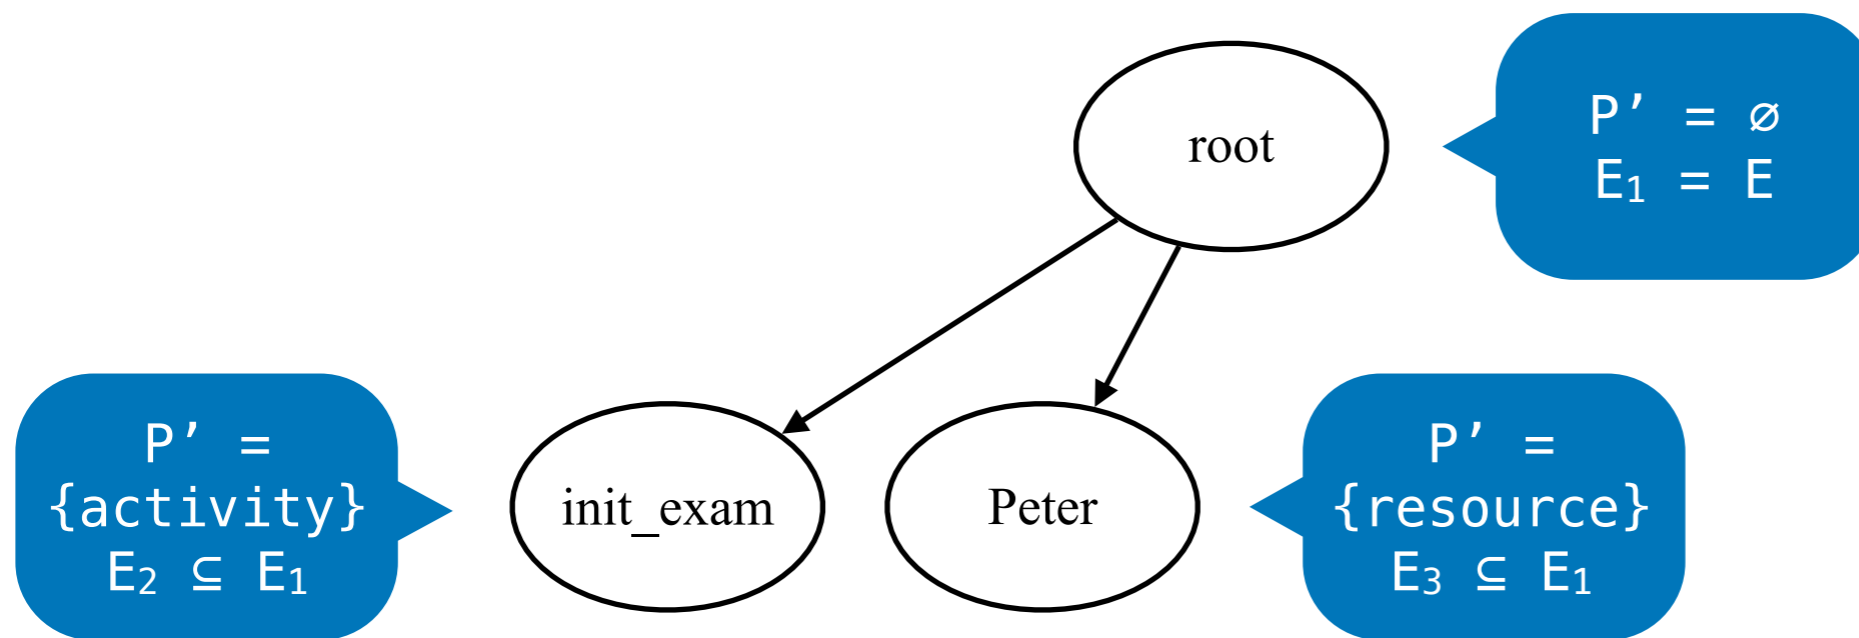 root
P’ = ∅
E₁ = E
P’ =
{activity}
E₂ ⊆ E₁
init_exam
Peter
P’ =
{resource}
E₃ ⊆ E₁